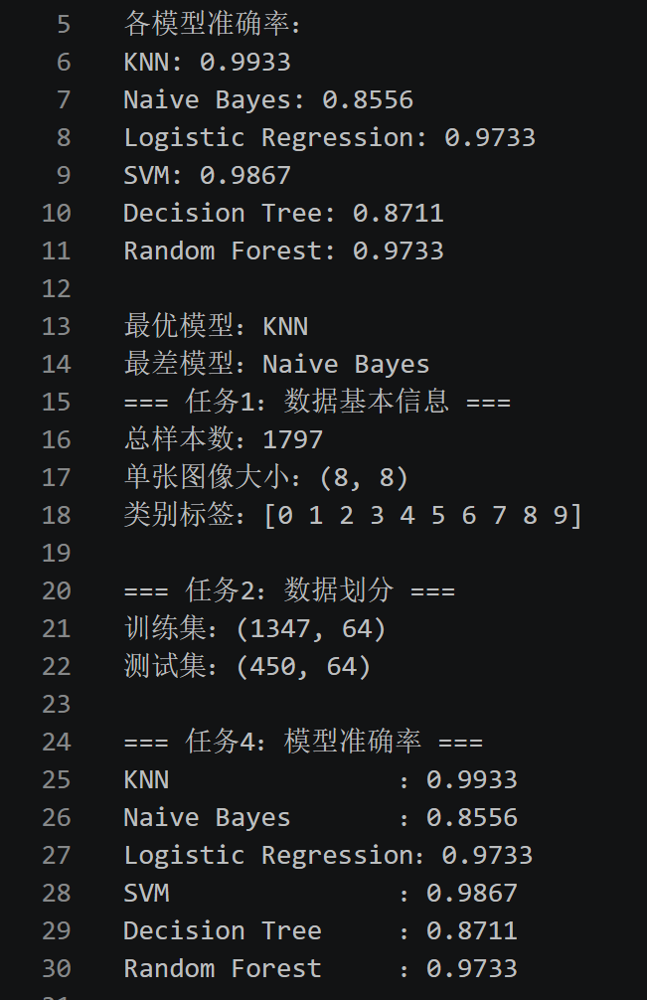 5 各模型准确率：
6 KNN: 0.9933
7 Naive Bayes: 0.8556
8 Logistic Regression: 0.9733
9 SVM: 0.9867
10 Decision Tree: 0.8711
11 Random Forest: 0.9733
12
13 最优模型：KNN
14 最差模型：Naive Bayes
15 === 任务1：数据基本信息 ===
16 总样本数：1797
17 单张图像大小：(8, 8)
18 类别标签：[0 1 2 3 4 5 6 7 8 9]
19
20 === 任务2：数据划分 ===
21 训练集：(1347, 64)
22 测试集：(450, 64)
23
24 === 任务4：模型准确率 ===
25 KNN               ：0.9933
26 Naive Bayes       ：0.8556
27 Logistic Regression：0.9733
28 SVM               ：0.9867
29 Decision Tree     ：0.8711
30 Random Forest     ：0.9733